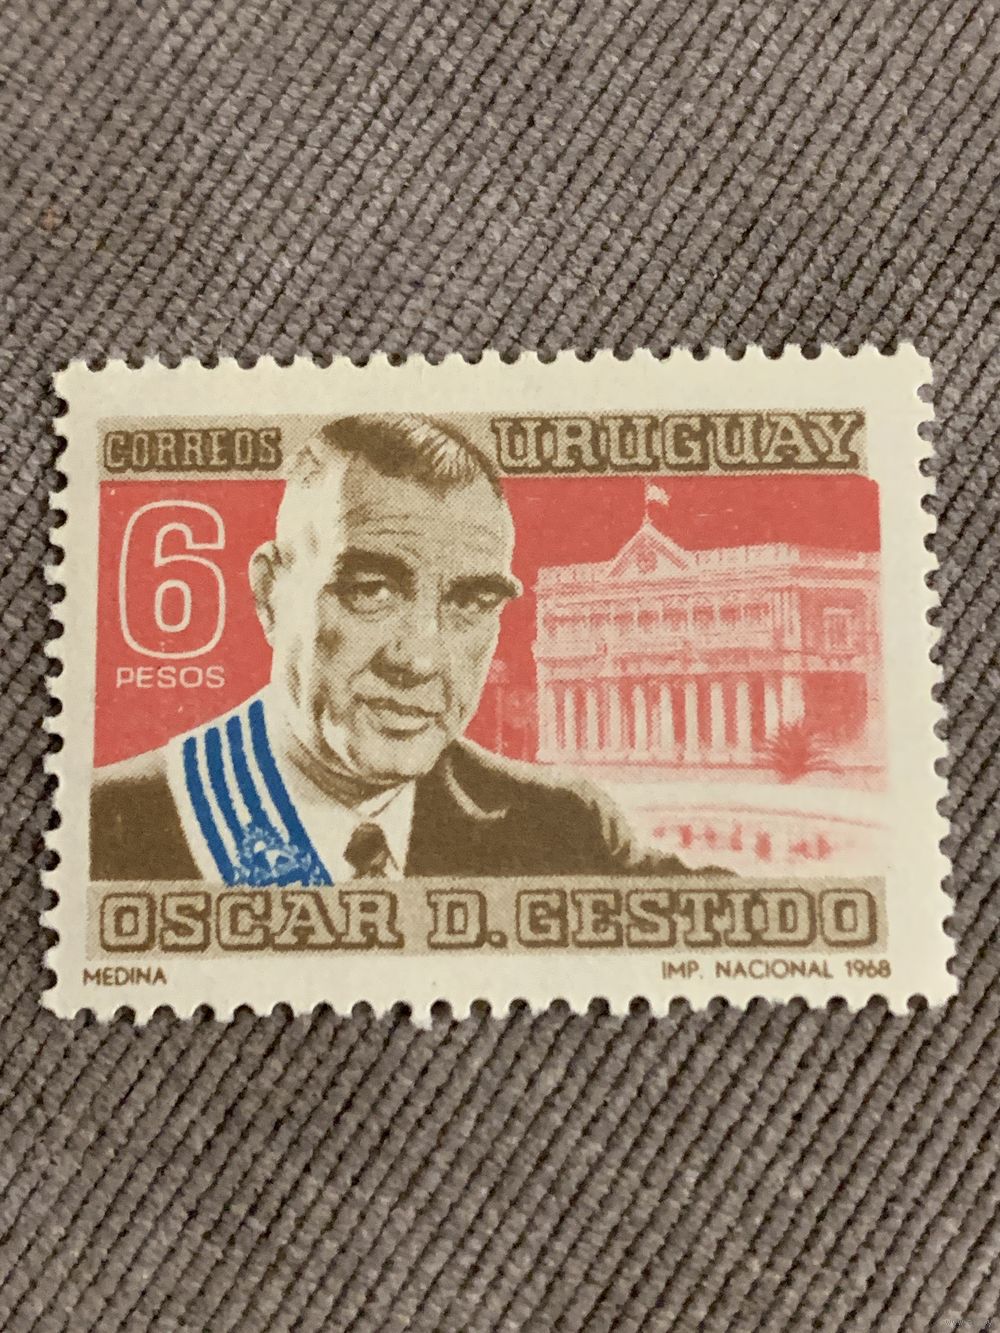 CORREOS
URUGUAY
6
PESOS
OSCAR D. GESTIDO
MEDINA
IMP. NACIONAL 1968